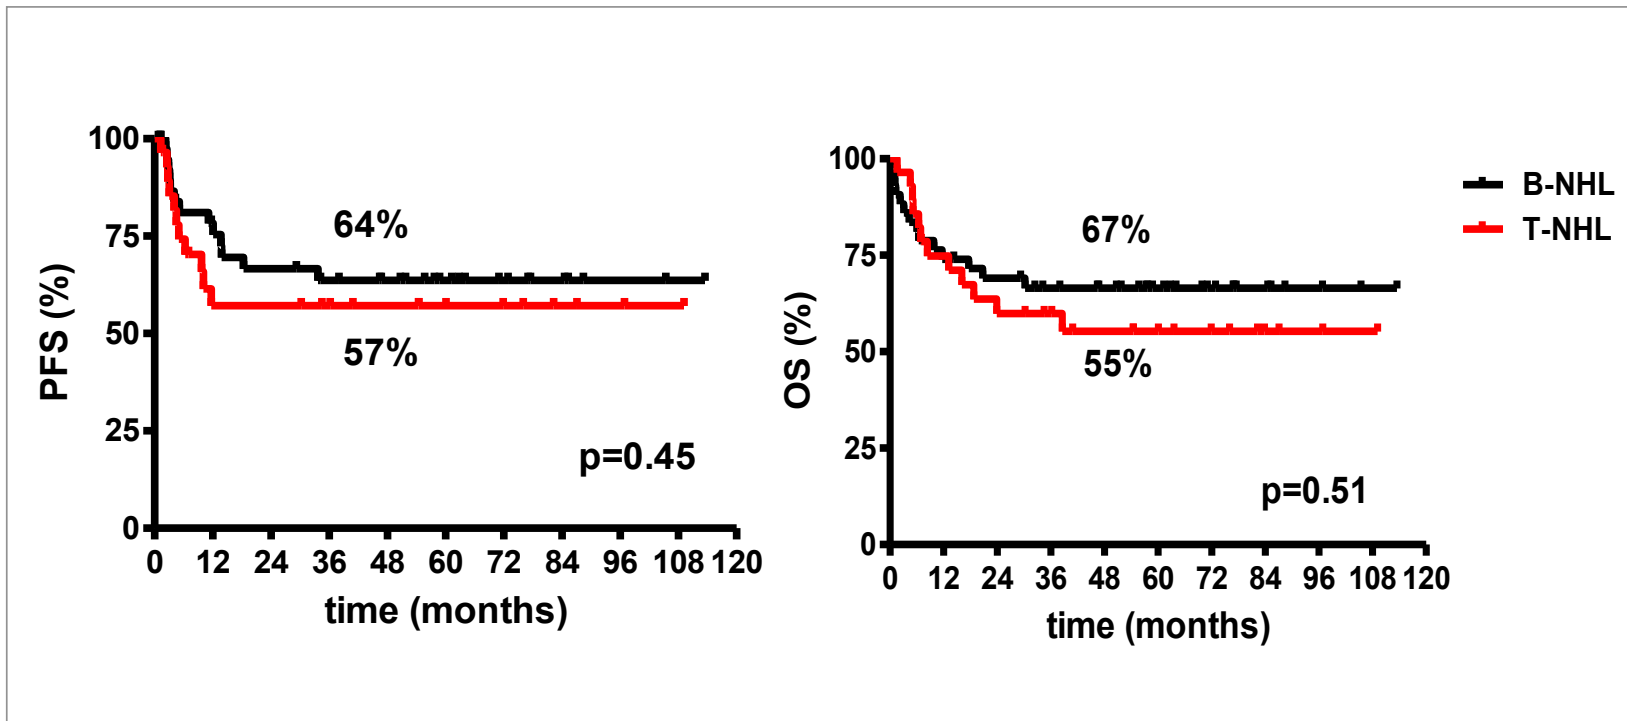 PFS (%)
100
75
50
25
0
64%
57%
p=0.45
0 12 24 36 48 60 72 84 96 108 120
time (months)
OS (%)
100
75
50
25
0
67%
55%
p=0.51
0 12 24 36 48 60 72 84 96 108 120
time (months)
B-NHL
T-NHL